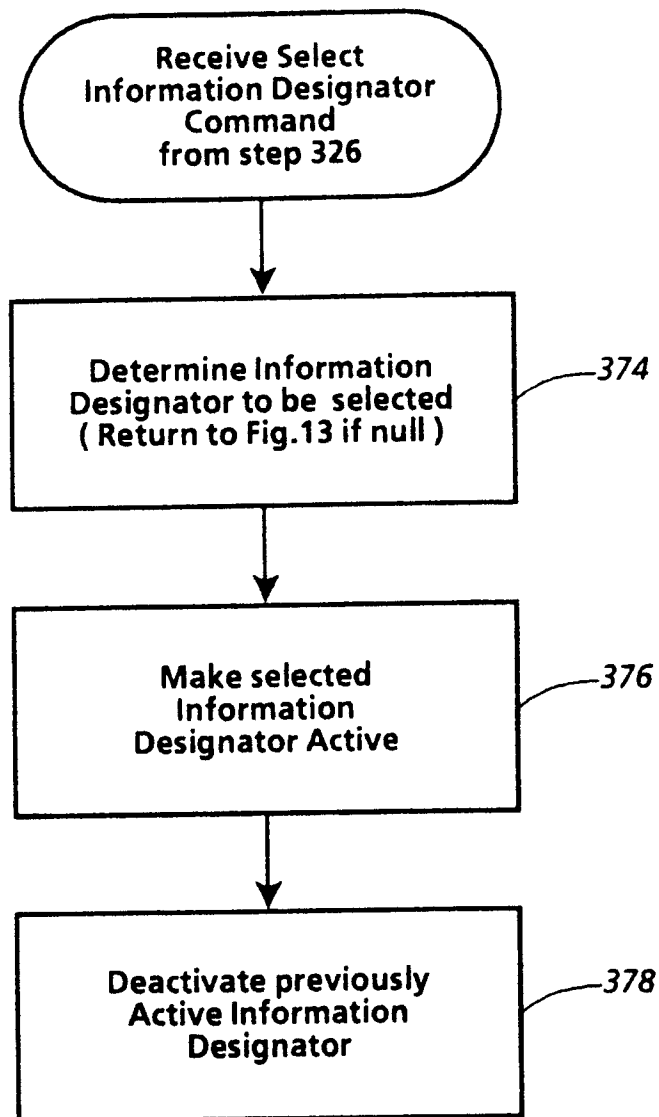 Receive Select
Information Designator
Command
from step 326
Determine Information
Designator to be selected
( Return to Fig.13 if null )
374
Make selected
Information
Designator Active
376
Deactivate previously
Active Information
Designator
378